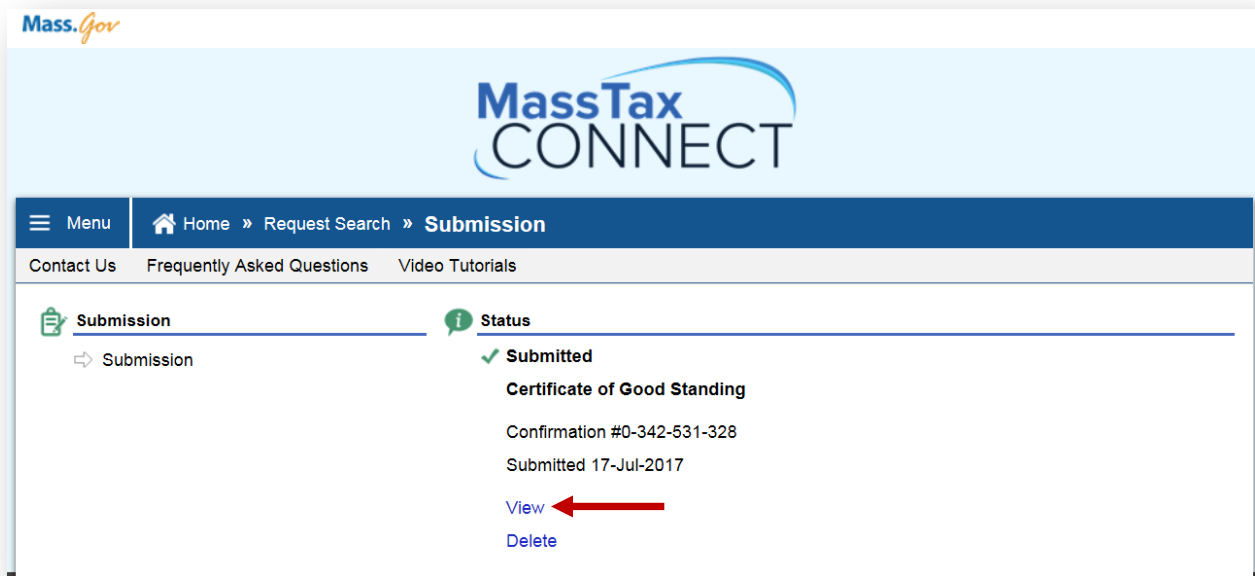 Mass.Gov
MassTax
CONNECT
Menu Home » Request Search » Submission
Contact Us Frequently Asked Questions Video Tutorials
Submission
Submission
Status
Submitted
Certificate of Good Standing
Confirmation #0-342-531-328
Submitted 17-Jul-2017
View
Delete